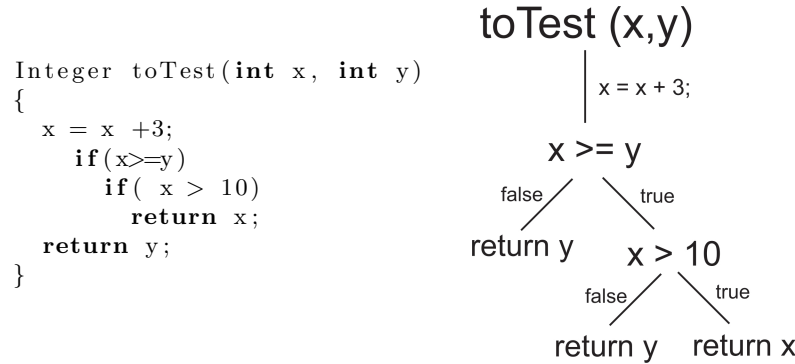 Integer toTest(int x, int y)
{
x = x +3;
if(x>=y)
if( x > 10)
return x;
return y;
}
toTest (x,y)
x = x + 3;
x >= y
false true
return y x > 10
false true
return y return x